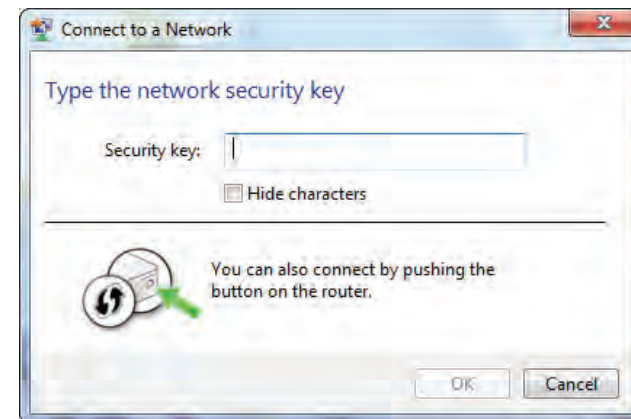 Connect to a Network
Type the network security key
Security key:
Hide characters
You can also connect by pushing the
button on the router.
OK
Cancel